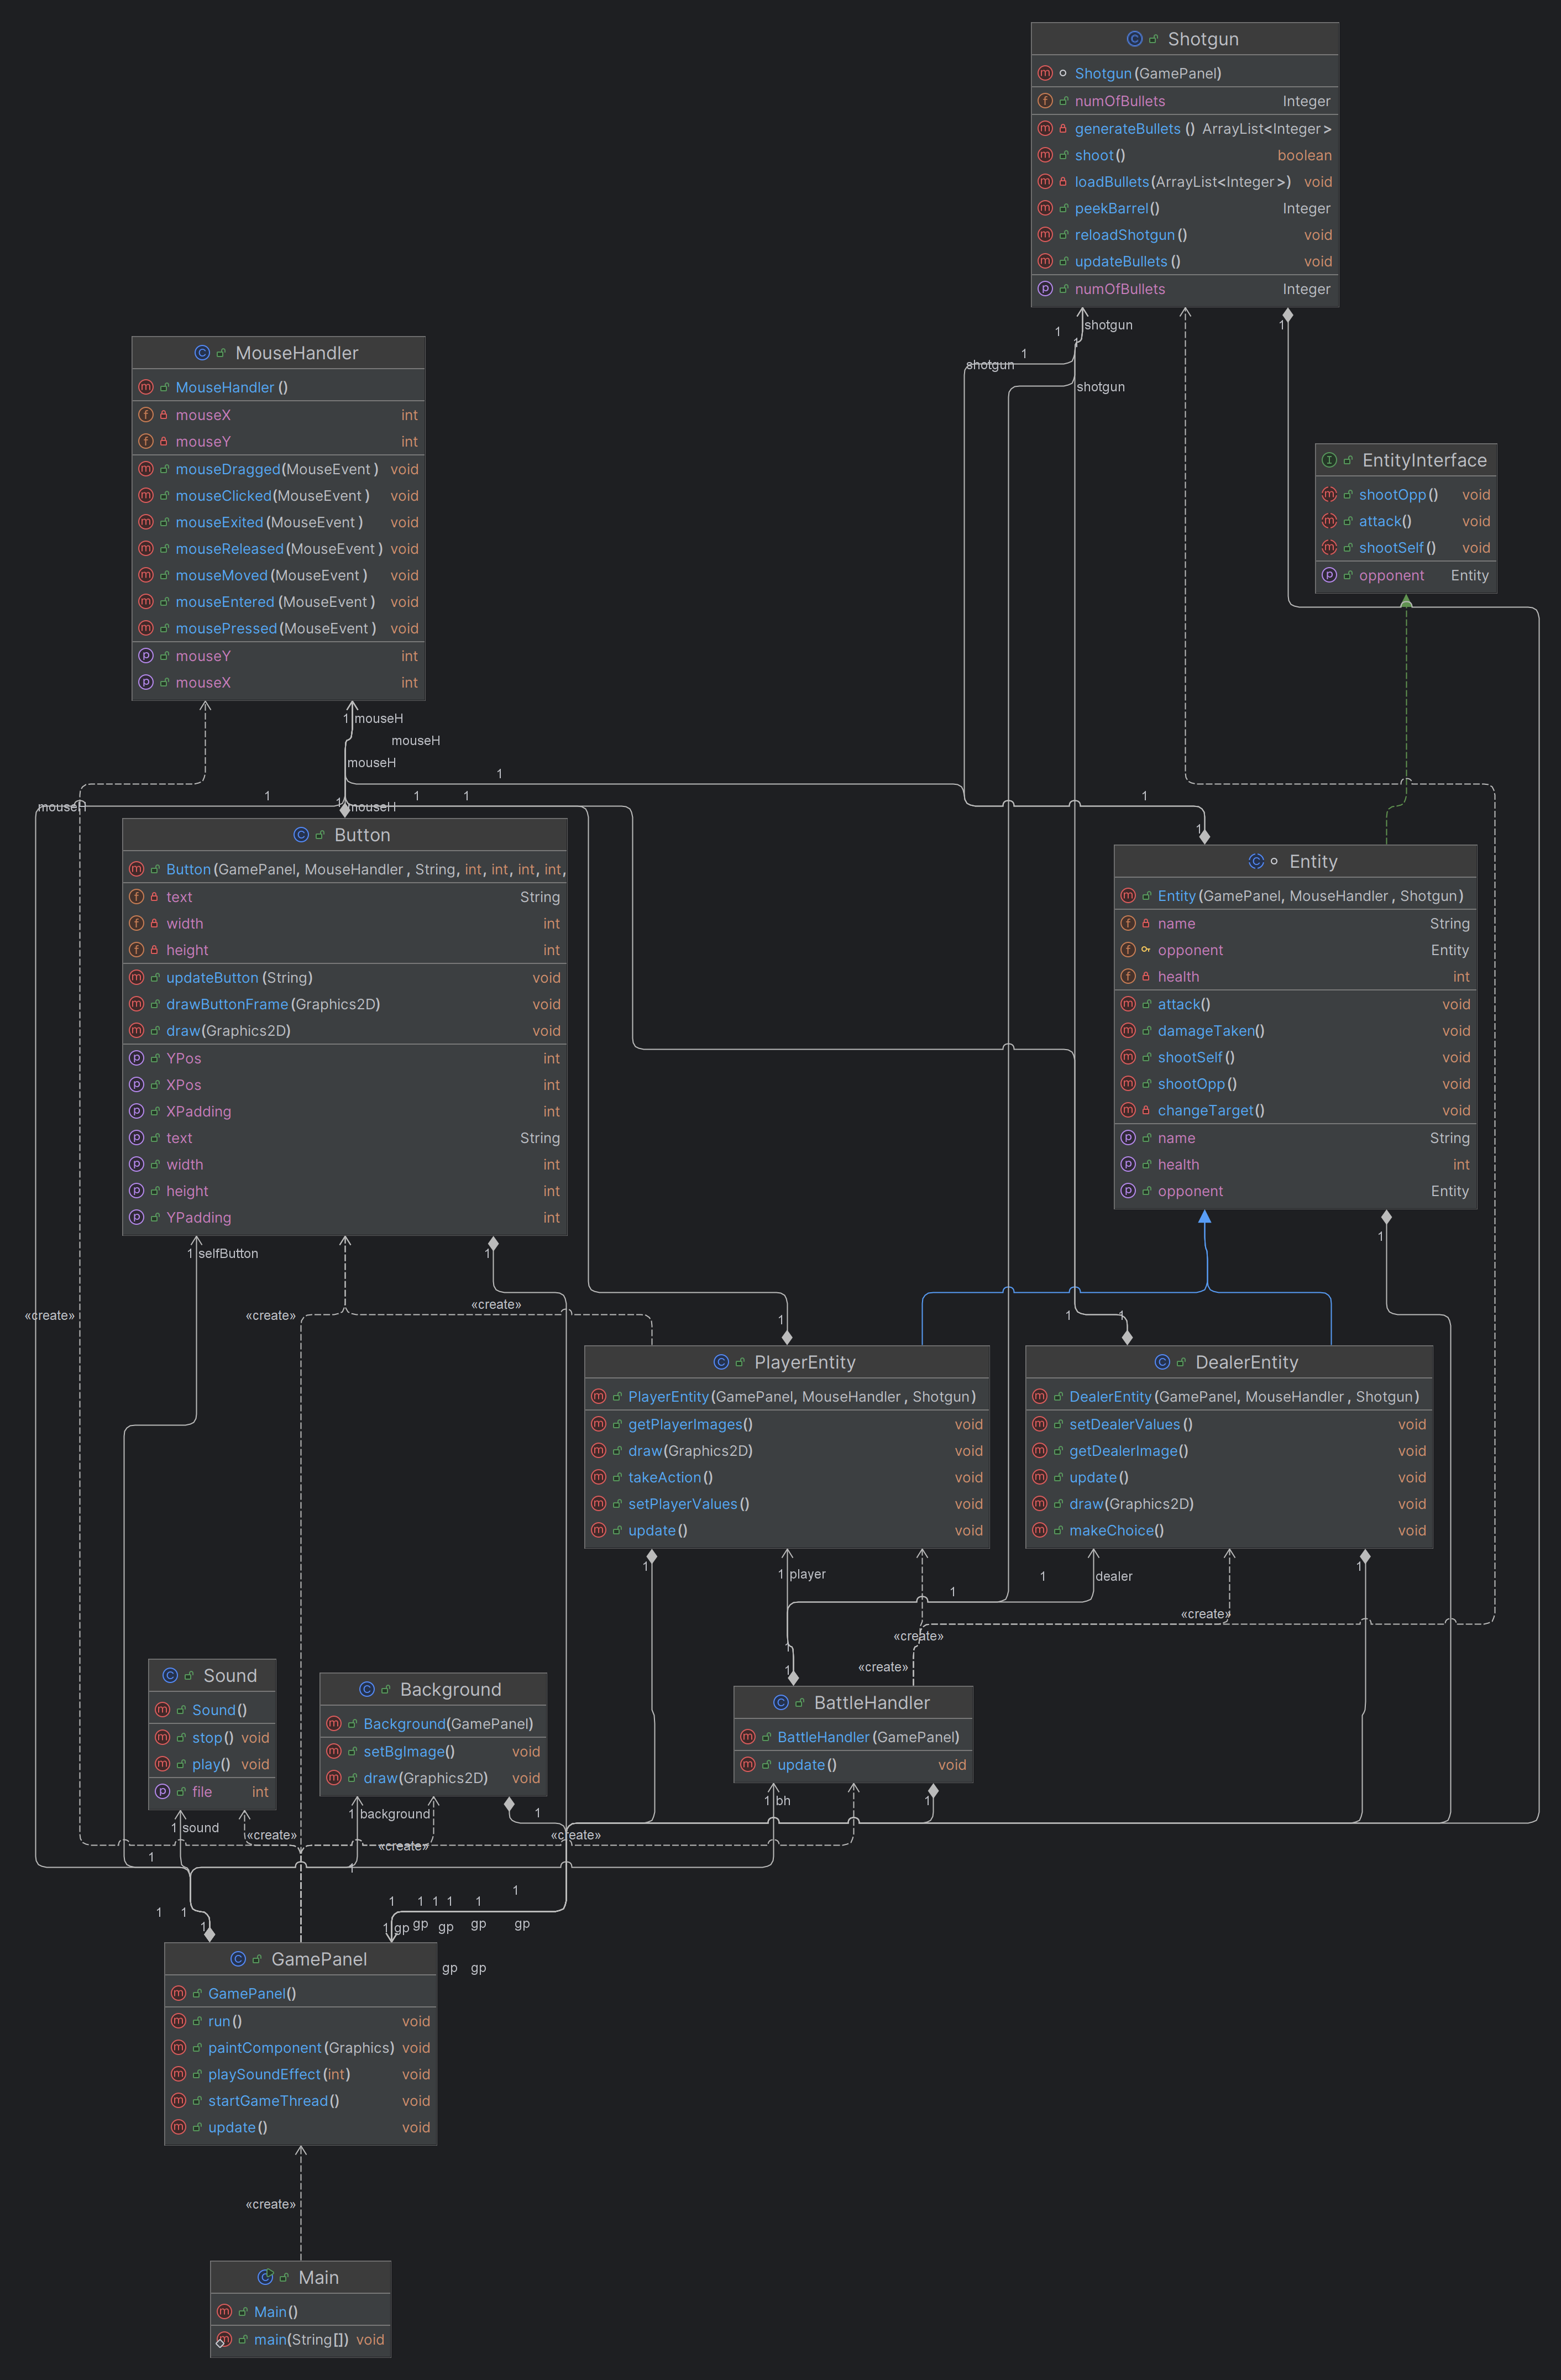 Shotgun
Shotgun(GamePanel)
numOfBullets Integer
generateBullets() ArrayList<Integer>
shoot() boolean
loadBullets(ArrayList<Integer>) void
peekBarrel() Integer
reloadShotgun() void
updateBullets() void
numOfBullets Integer
1 shotgun 1
1
1 shotgun
shotgun
MouseHandler
MouseHandler()
mouseX int
mouseY int
mouseDragged(MouseEvent) void
mouseClicked(MouseEvent) void
mouseExited(MouseEvent) void
mouseReleased(MouseEvent) void
mouseMoved(MouseEvent) void
mouseEntered(MouseEvent) void
mousePressed(MouseEvent) void
mouseY int
mouseX int
EntityInterface
shootOpp() void
attack() void
shootSelf() void
opponent Entity
1 mouseH
mouseH
mouseH
1
1 1 1 1
mouseH 1 mouseH
1
Button
Button(GamePanel, MouseHandler, String, int, int, int, int,
text String
width int
height int
updateButton(String) void
drawButtonFrame(Graphics2D) void
draw(Graphics2D) void
YPos int
XPos int
XPadding int
text String
width int
height int
YPadding int
Entity
Entity(GamePanel, MouseHandler, Shotgun)
name String
opponent Entity
health int
attack() void
damageTaken() void
shootSelf() void
shootOpp() void
changeTarget() void
name String
health int
opponent Entity
1 selfButton 1 1
«create» «create» «create» 1 1 1
PlayerEntity
PlayerEntity(GamePanel, MouseHandler, Shotgun)
getPlayerImages() void
draw(Graphics2D) void
takeAction() void
setPlayerValues() void
update() void
DealerEntity
DealerEntity(GamePanel, MouseHandler, Shotgun)
setDealerValues() void
getDealerImage() void
update() void
draw(Graphics2D) void
makeChoice() void
1 1 player 1 dealer 1
1
«create»
«create»
1
«create»
1
Sound
Sound()
stop() void
play() void
file int
Background
Background(GamePanel)
setBgImage() void
draw(Graphics2D) void
BattleHandler
BattleHandler(GamePanel)
update() void
1 sound 1 background 1 1 bh 1
«create» «create» «create»
1 1
1 1 1 1 1 1 1 1
1 1 gp gp gp gp gp
gp gp
GamePanel
GamePanel()
run() void
paintComponent(Graphics) void
playSoundEffect(int) void
startGameThread() void
update() void
«create»
Main
Main()
main(String[]) void